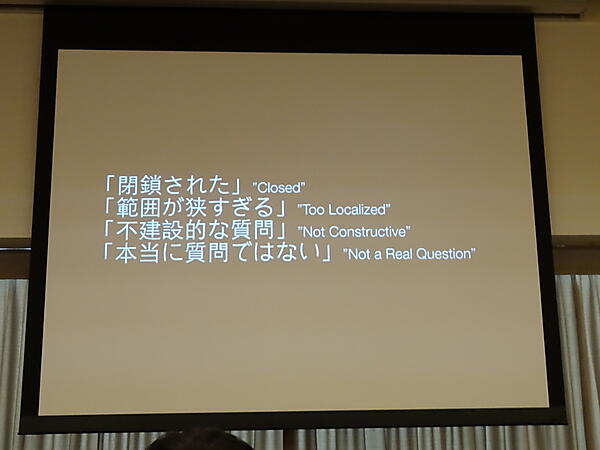 「閉鎖された」"Closed"
「範囲が狭すぎる」"Too Localized"
「不建設的な質問」"Not Constructive"
「本当に質問ではない」"Not a Real Question"